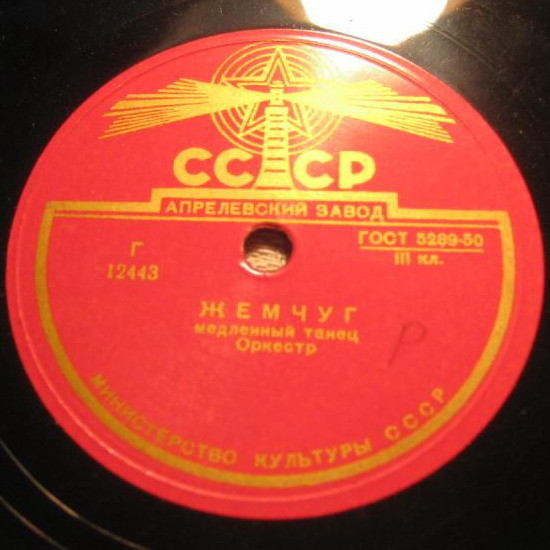 СССР
АПРЕЛЕВСКИЙ ЗАВОД
Г
12443
ГОСТ 5289-50
III кл.
ЖЕМЧУГ
медленный танец
Оркестр
Р
МИНИСТЕРСТВО КУЛЬТУРЫ СССР